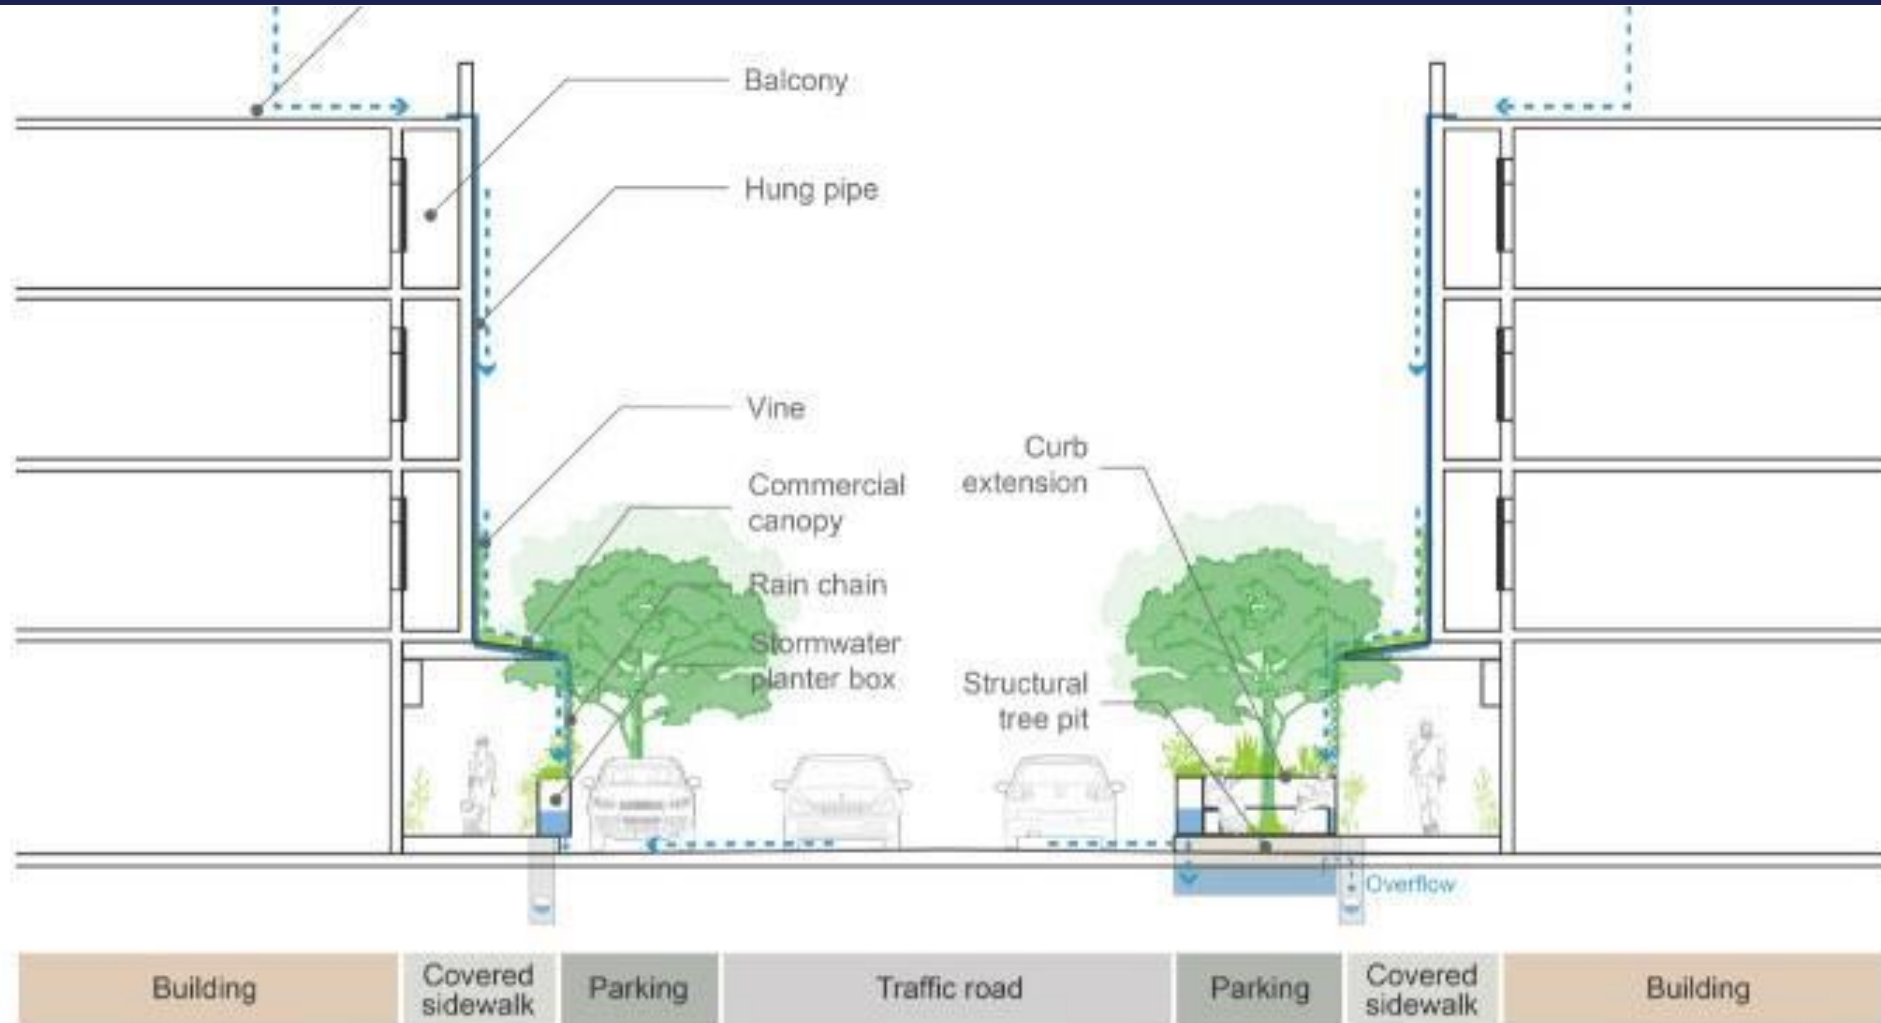 Balcony
Hung pipe
Vine
Commercial
canopy
Rain chain
Stormwater
planter box
Curb
extension
Structural
tree pit
Overflow
Building
Covered
sidewalk
Parking
Traffic road
Parking
Covered
sidewalk
Building